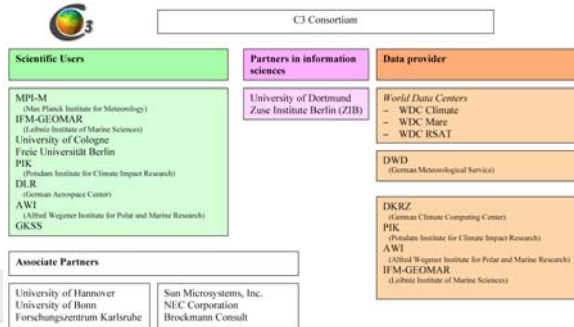 C3
C3 Consortium
Scientific Users
MPI-M
(Max Planck Institute for Meteorology)
IFM-GEOMAR
(Leibniz Institute of Marine Sciences)
University of Cologne
Freie Universität Berlin
PIK
(Potsdam Institute for Climate Impact Research)
DLR
(German Aerospace Center)
AWI
(Alfred Wegener Institute for Polar and Marine Research)
GKSS
Partners in information
sciences
University of Dortmund
Zuse Institute Berlin (ZIB)
Data provider
World Data Centers
– WDC Climate
– WDC Mare
– WDC RSAT
DWD
(German Meteorological Service)
DKRZ
(German Climate Computing Center)
PIK
(Potsdam Institute for Climate Impact Research)
AWI
(Alfred Wegener Institute for Polar and Marine Research)
IFM-GEOMAR
(Leibniz Institute of Marine Sciences)
Associate Partners
University of Hannover
University of Bonn
Forschungszentrum Karlsruhe
Sun Microsystems, Inc.
NEC Corporation
Brockmann Consult